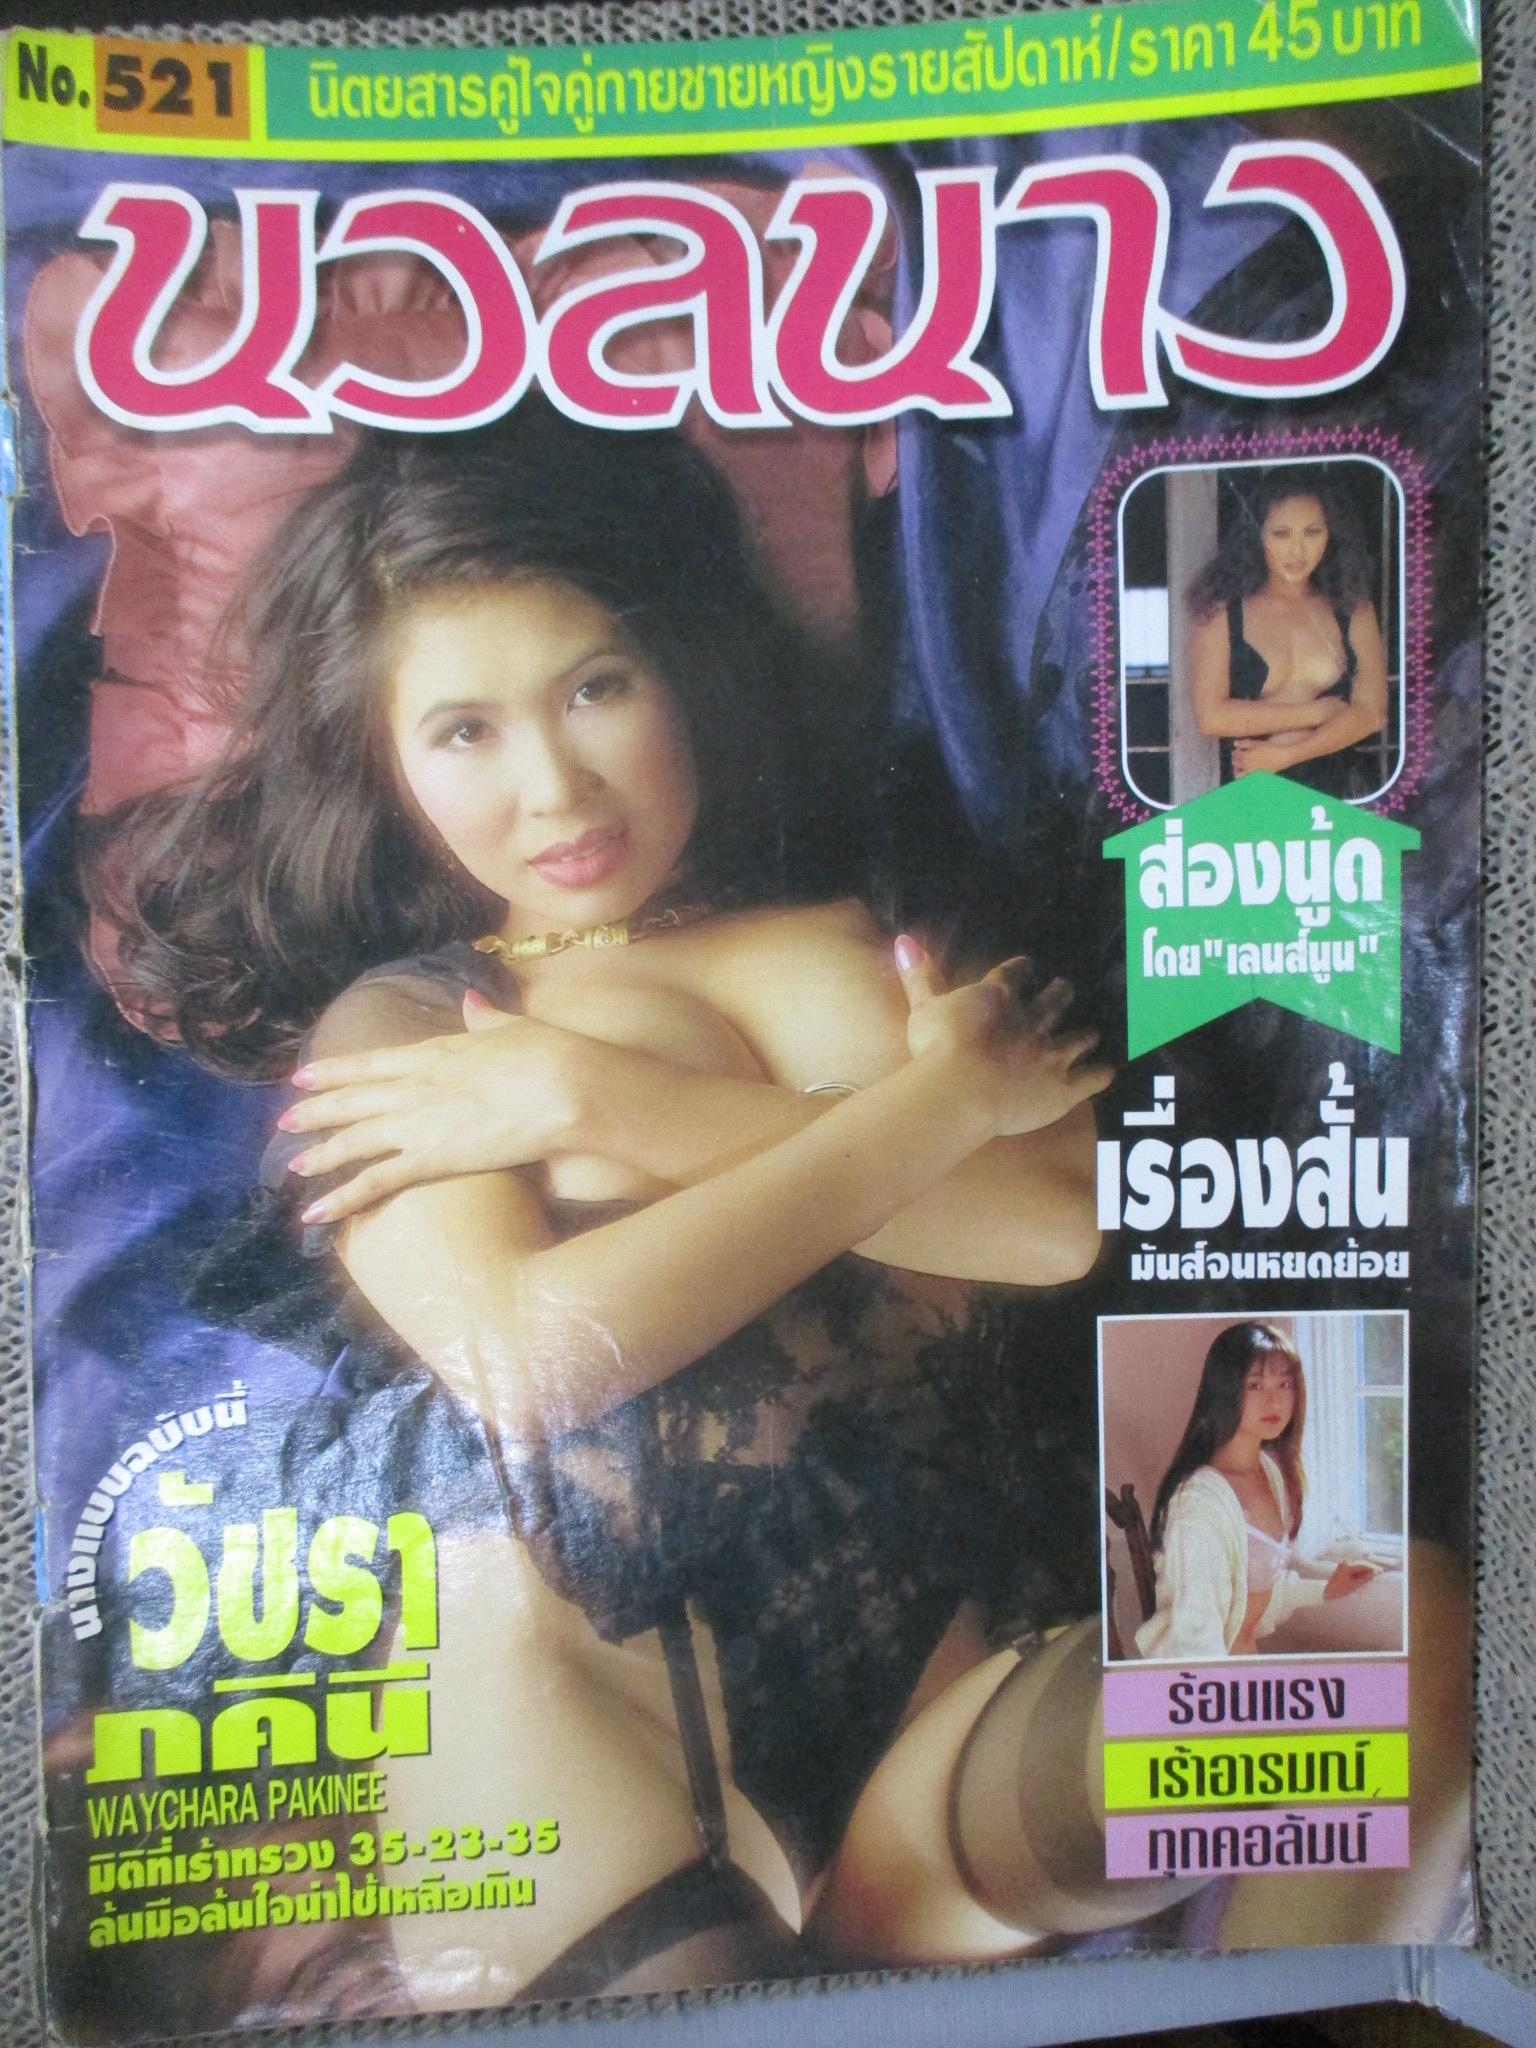 No. 521
นิตยสารคู่ใจคู่กายชายหญิงรายสัปดาห์/ราคา 45 บาท
นวลนาง
ส่องนู้ด
โดย "เลนส์นูน"
เรื่องสั้น
มันส์จนหยดย้อย
นางแบบฉบับนี้
วัชรา
ภคินี
WAYCHARA PAKINEE
มิติที่เร้าทรวง 35-23-35
ล้นมือล้นใจน่าใช้เหลือเกิน
ร้อนแรง
เร้าอารมณ์
ทุกคอลัมน์